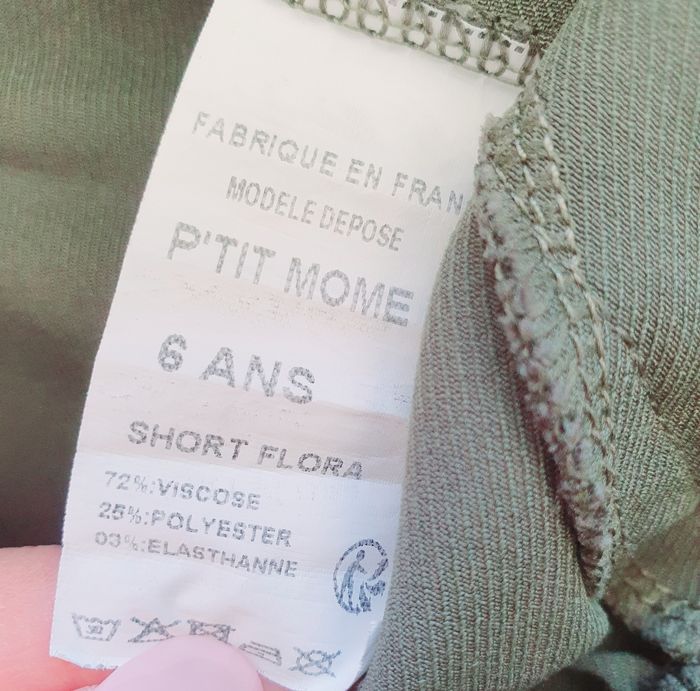 FABRIQUE EN FRAN
MODELE DEPOSE
P'TIT MOME
6 ANS
SHORT FLORA
72%:VISCOSE
25%:POLYESTER
03%:ELASTHANNE